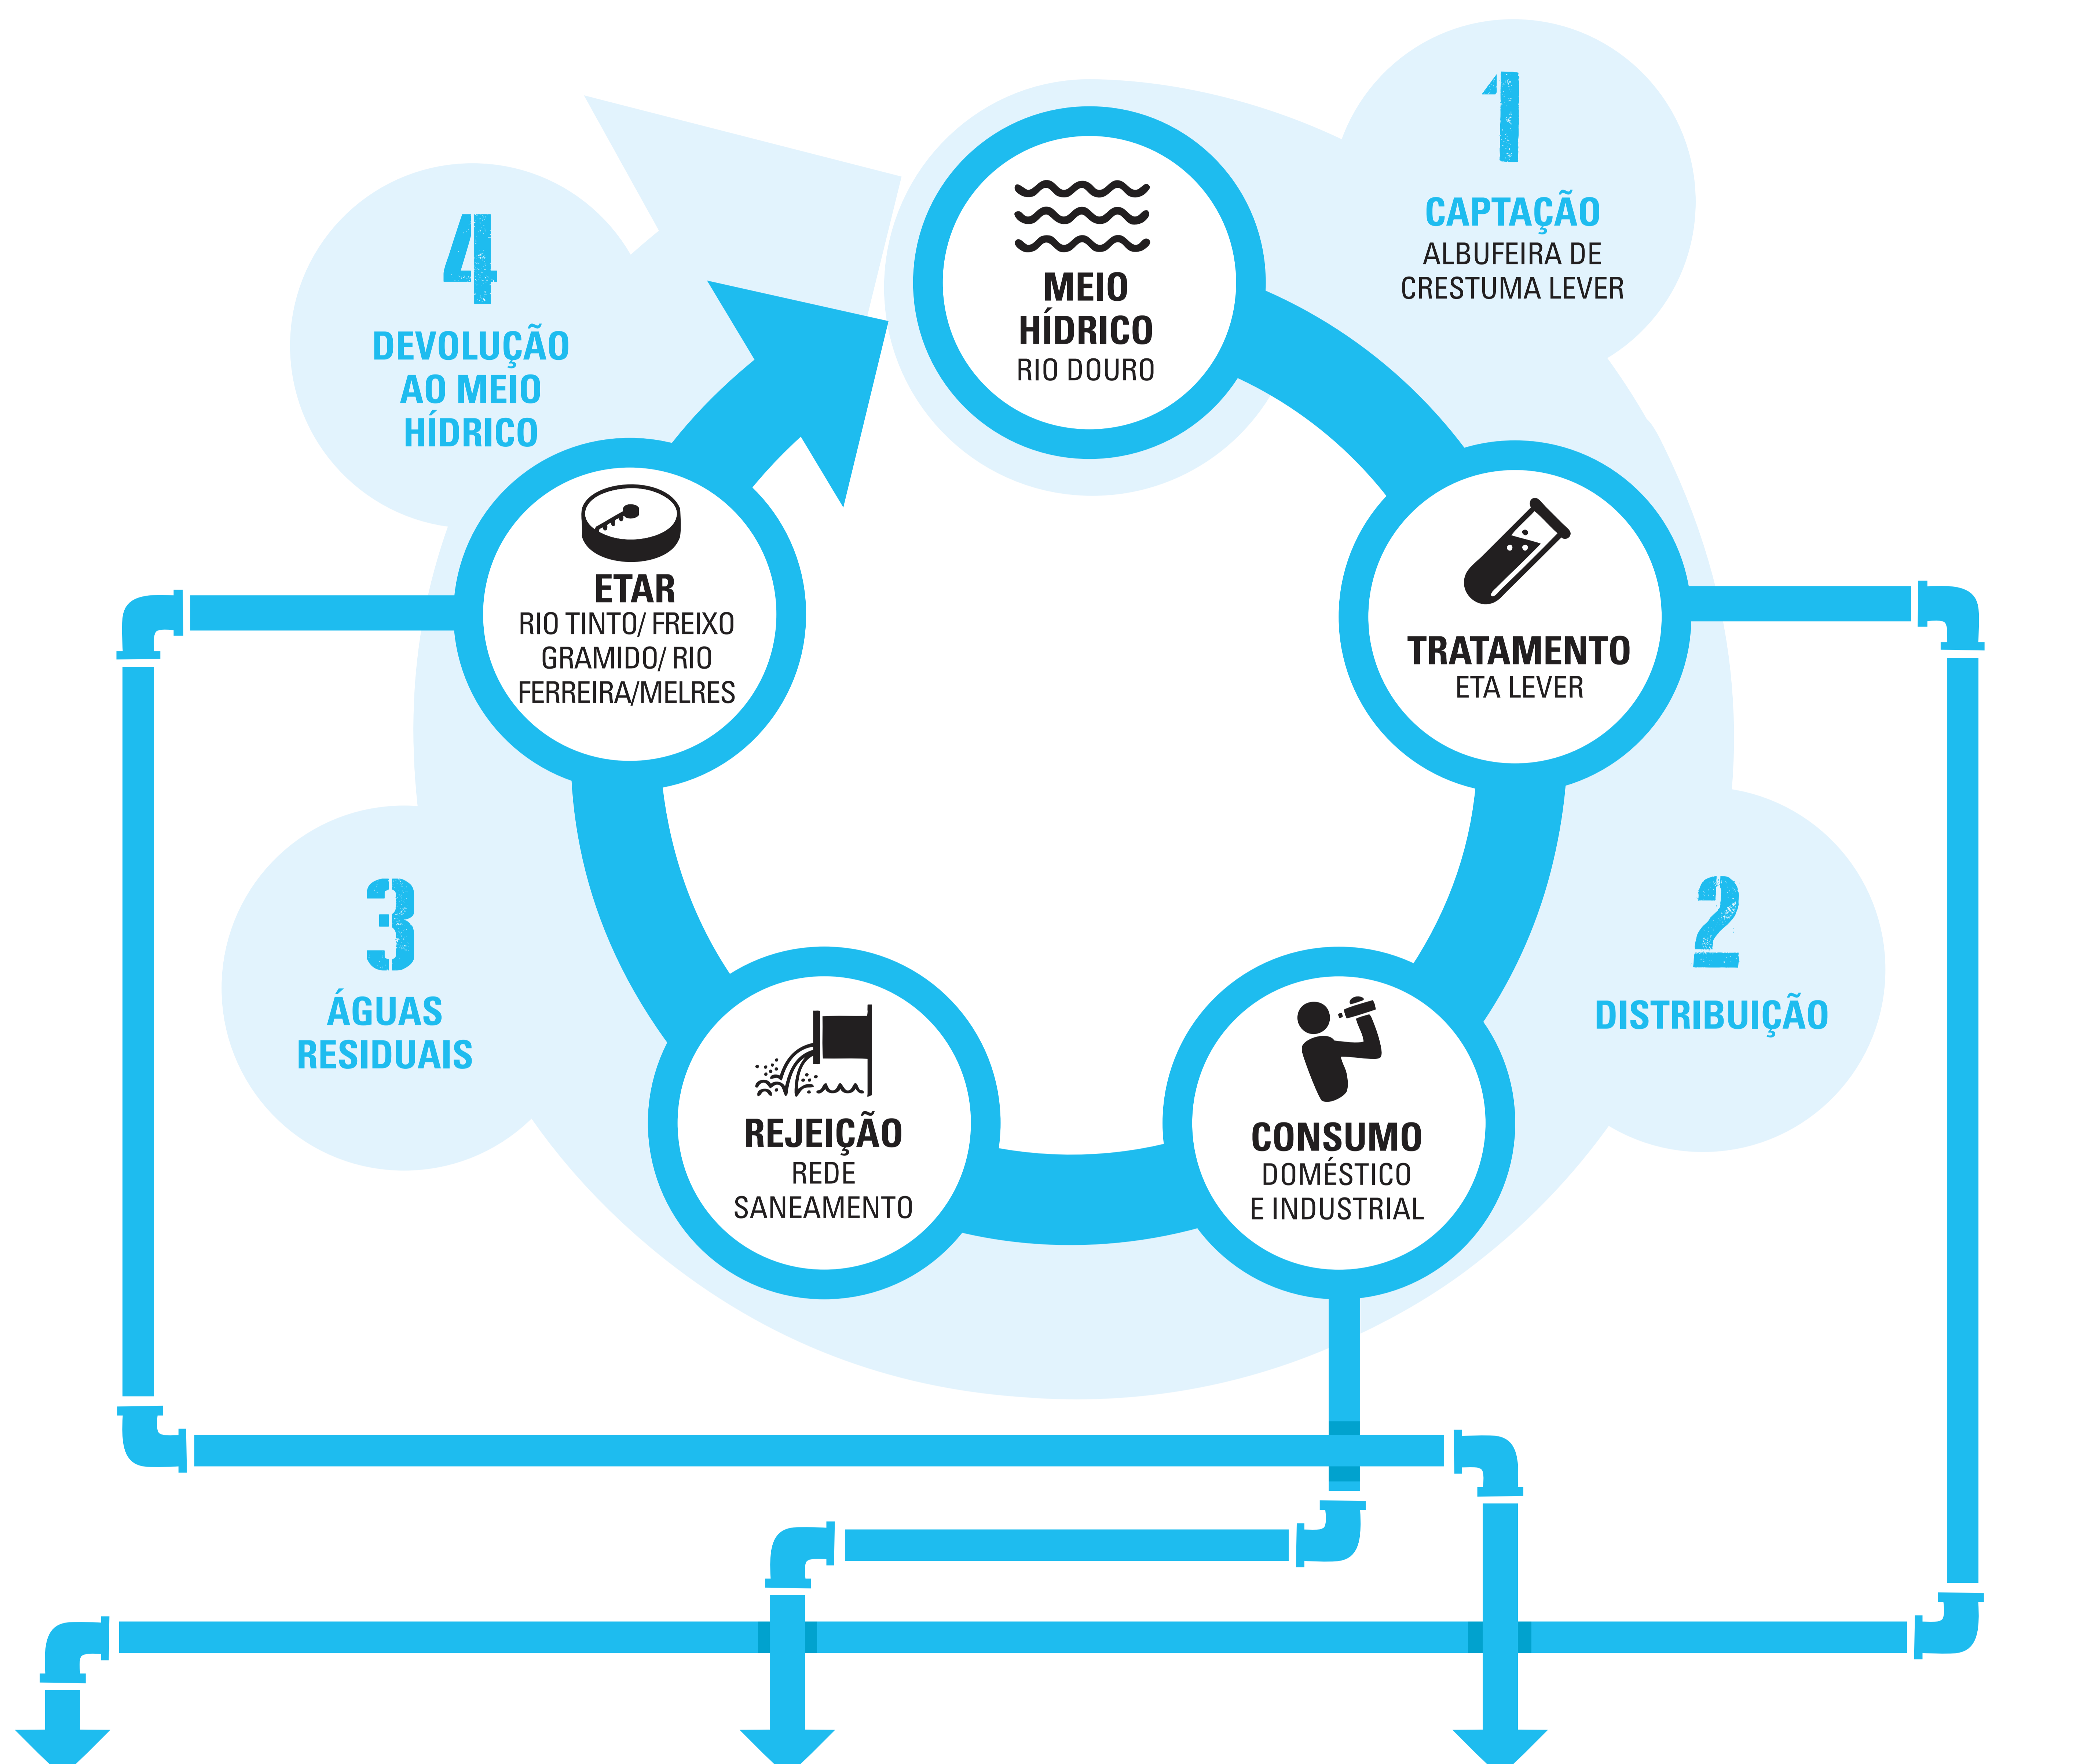 MEIO
HÍDRICO
RIO DOURO
1
CAPTAÇÃO
ALBUFEIRA DE
CRESTUMA LEVER
TRATAMENTO
ETA LEVER
2
DISTRIBUIÇÃO
CONSUMO
DOMÉSTICO
E INDUSTRIAL
REJEIÇÃO
REDE
SANEAMENTO
3
ÁGUAS
RESIDUAIS
ETAR
RIO TINTO/ FREIXO
GRAMIDO/ RIO
FERREIRA/MELRES
4
DEVOLUÇÃO
AO MEIO
HÍDRICO